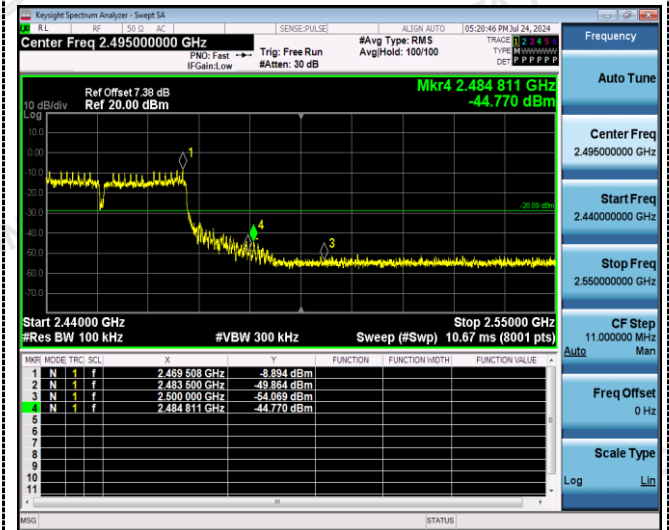 Keysight Spectrum Analyzer - Swept SA
RL RF 50 Ω AC SENSE:PULSE ALIGN AUTO 05:20:46 PM Jul 24, 2024
Center Freq 2.495000000 GHz
PNO: Fast
IFGain:Low
Trig: Free Run
#Atten: 30 dB
#Avg Type: RMS
Avg|Hold: 100/100
TRACE 1 2 3 4 5 6
TYPE M WWWWW
DET P P P P P P
Mkr4 2.484 811 GHz
-44.770 dBm
Ref Offset 7.38 dB
10 dB/div Ref 20.00 dBm
Log
10.0
0.00
-10.0
-20.0
-30.0
-40.0
-50.0
-60.0
-70.0
1
4
3
Start 2.44000 GHz
Stop 2.55000 GHz
#Res BW 100 kHz
#VBW 300 kHz
Sweep (#Swp) 10.67 ms (8001 pts)
MKR MODE TRC SCL X Y FUNCTION FUNCTION WIDTH FUNCTION VALUE
1 N 1 f 2.469 508 GHz -8.894 dBm
2 N 1 f 2.483 500 GHz -49.864 dBm
3 N 1 f 2.500 000 GHz -54.069 dBm
4 N 1 f 2.484 811 GHz -44.770 dBm
5
6
7
8
9
10
11
MSG STATUS
Frequency
Auto Tune
Center Freq
2.495000000 GHz
Start Freq
2.440000000 GHz
Stop Freq
2.550000000 GHz
CF Step
11.000000 MHz
Auto Man
Freq Offset
0 Hz
Scale Type
Log Lin